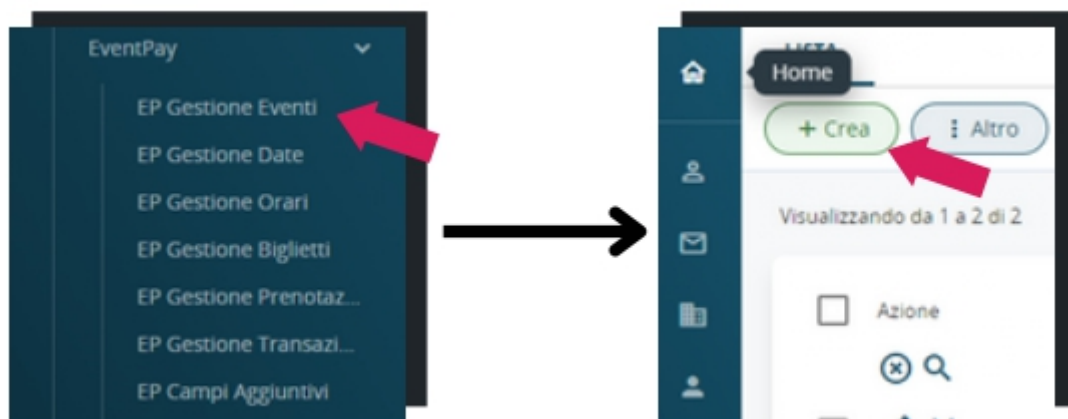 EventPay
EP Gestione Eventi
EP Gestione Date
EP Gestione Orari
EP Gestione Biglietti
EP Gestione Prenotaz...
EP Gestione Transazi...
EP Campi Aggiuntivi
Home
+ Crea
Altro
Visualizzando da 1 a 2 di 2
Azione